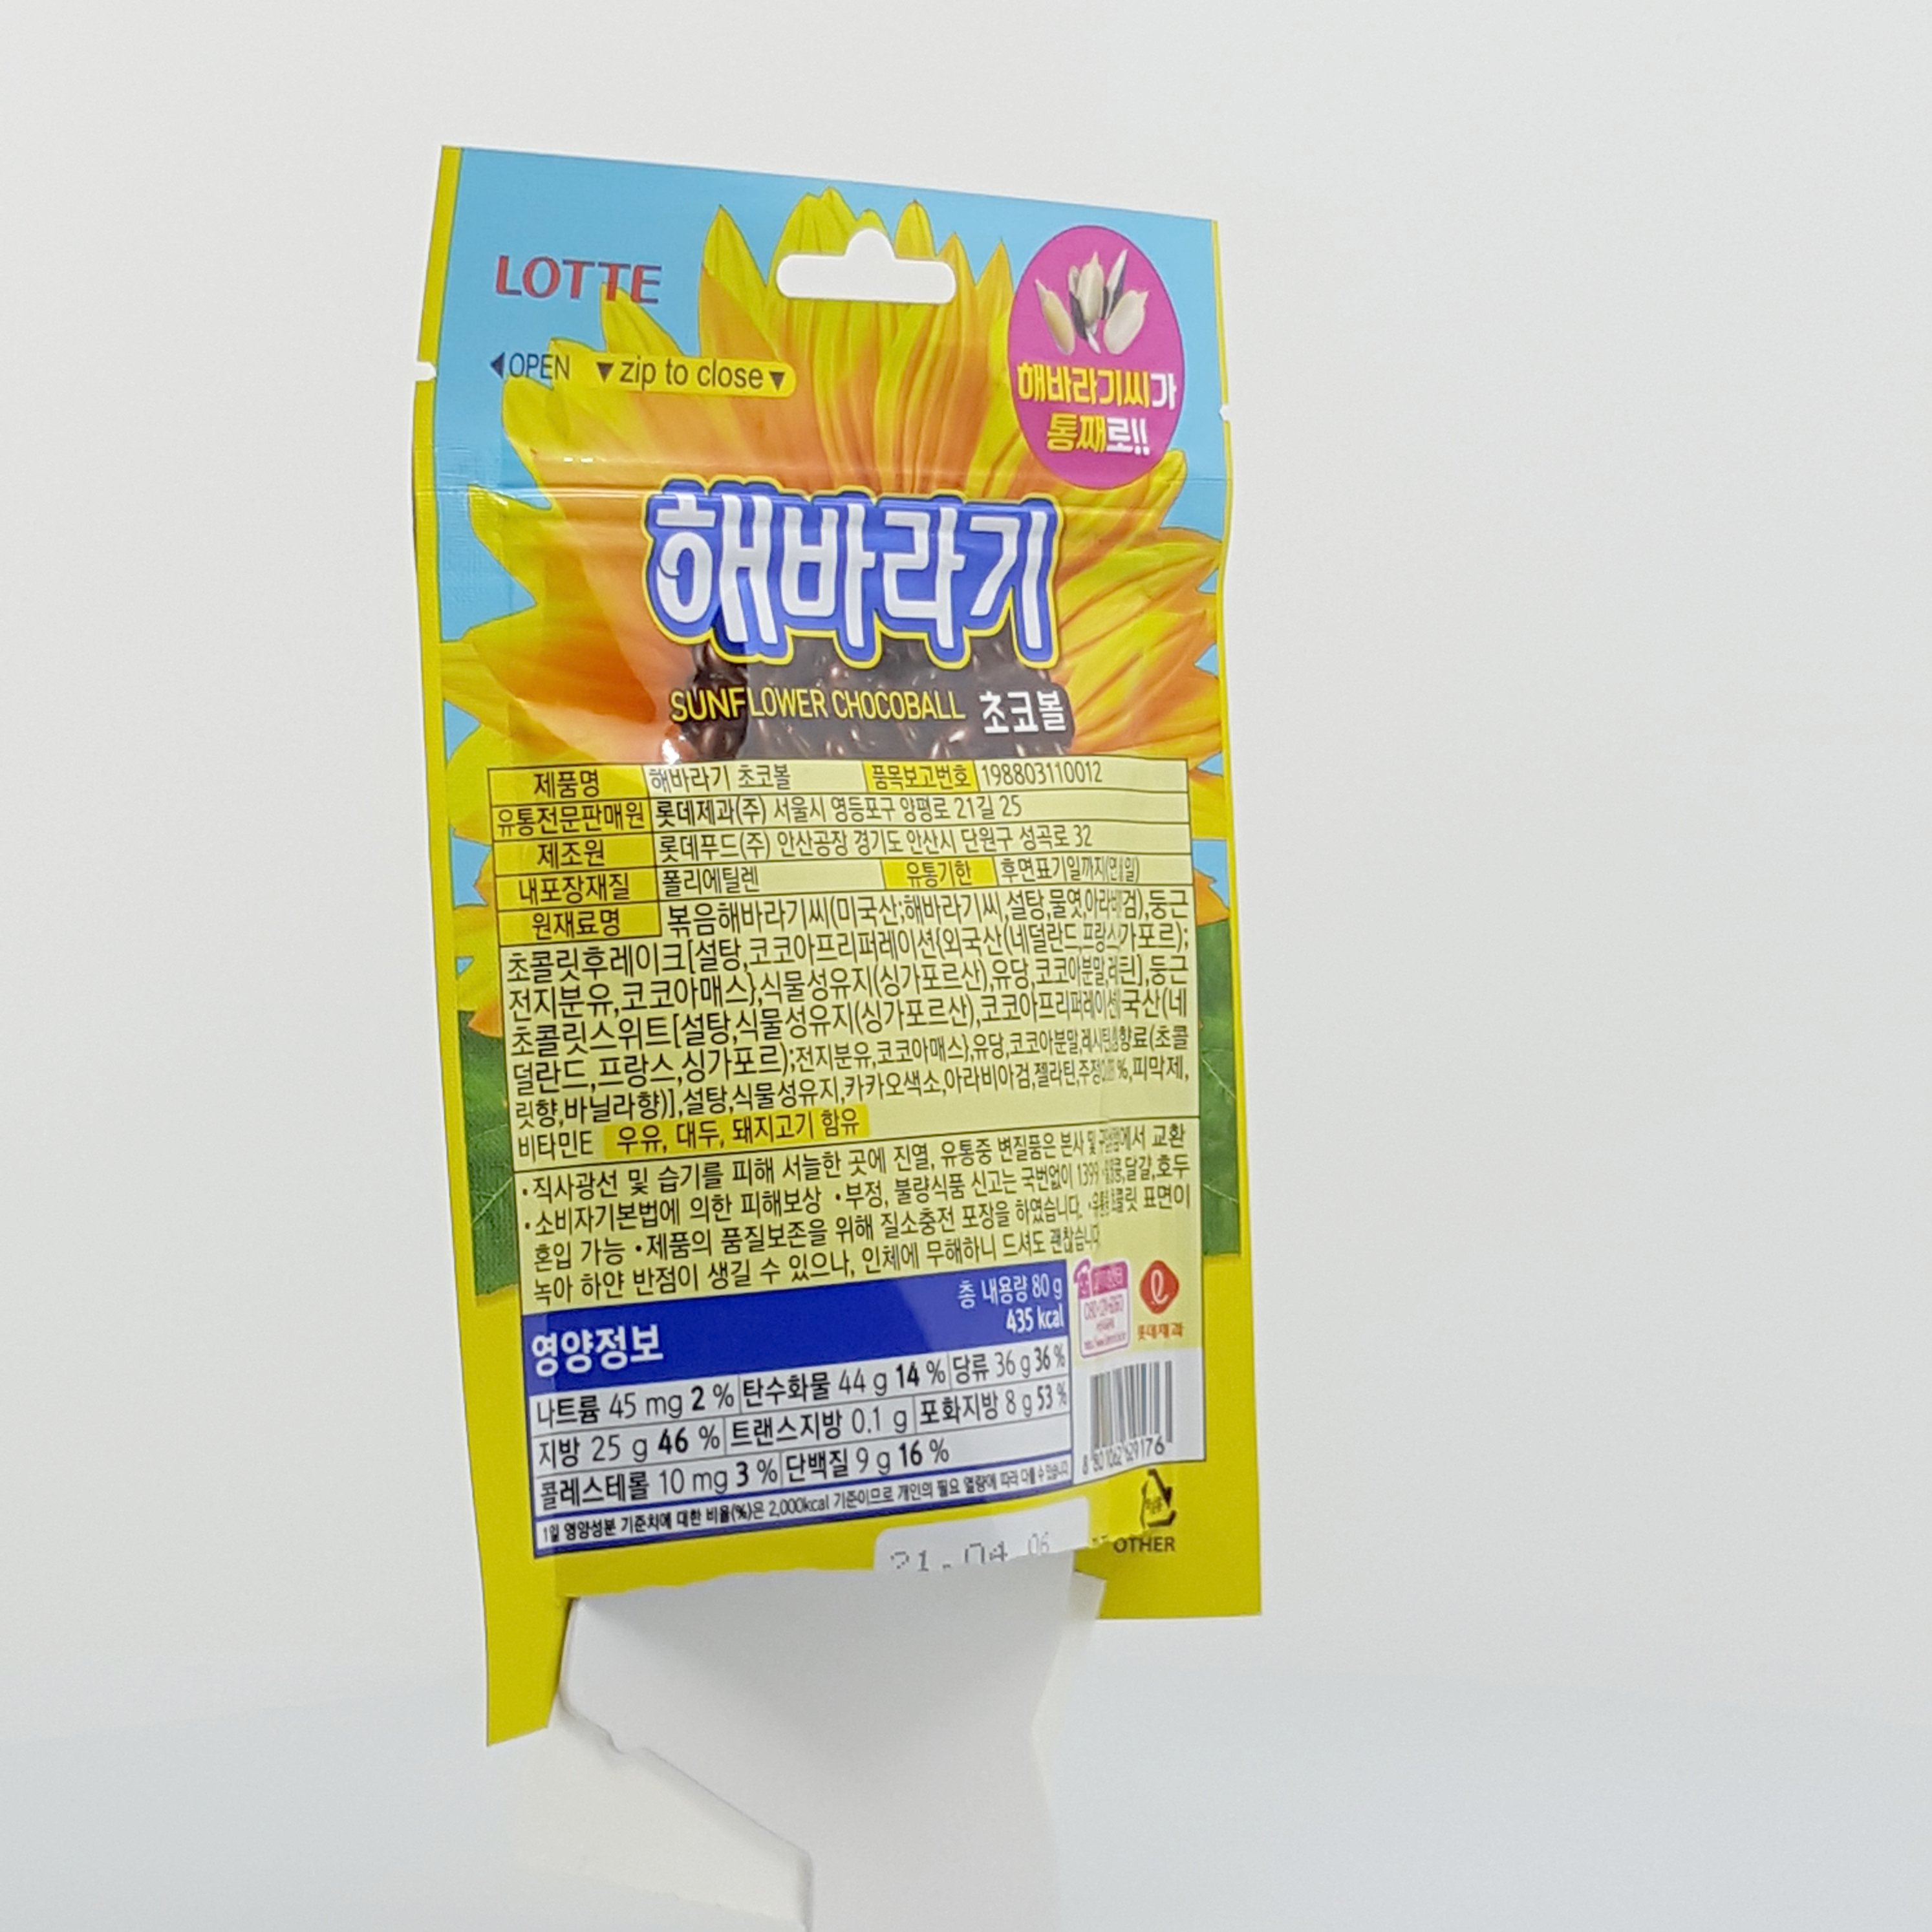 LOTTE
◀OPEN ▼zip to close▼
해바라기씨가
통째로!!
해바라기
SUNFLOWER CHOCOBALL 초코볼
제품명 해바라기 초코볼 품목보고번호 198803110012
유통전문판매원 롯데제과(주) 서울시 영등포구 양평로 21길 25
제조원 롯데푸드(주) 안산공장 경기도 안산시 단원구 성곡로 32
내포장재질 폴리에틸렌 유통기한 후면표기일까지
원재료명 볶음해바라기씨(미국산;해바라기씨,설탕,물엿,아라비검),둥근
초콜릿후레이크[설탕,코코아프리퍼레이션{외국산(네덜란드,프랑스 가포르);
전지분유,코코아매스},식물성유지(싱가포르산),유당,코코아분말, 틴],둥근
초콜릿스위트[설탕,식물성유지(싱가포르산),코코아프리퍼레이션 국산(네
덜란드,프랑스,싱가포르);전지분유,코코아매스},유당,코코아분말,레시틴, 향료(초콜
릿향,바닐라향)],설탕,식물성유지,카카오색소,아라비아검,젤라틴,주정 %,피막제,
비타민E 우유, 대두, 돼지고기 함유
•직사광선 및 습기를 피해 서늘한 곳에 진열, 유통중 변질품은 본사 및 에서 교환
•소비자기본법에 의한 피해보상 •부정, 불량식품 신고는 국번없이 1399 달걀,호두
혼입 가능 •제품의 품질보존을 위해 질소충전 포장을 하였습니다. 표면이
녹아 하얀 반점이 생길 수 있으나, 인체에 무해하니 드셔도 괜찮습니다
영양정보 총 내용량 80 g
435 kcal
나트륨 45 mg 2 % 탄수화물 44 g 14 % 당류 36 g 36 %
지방 25 g 46 % 트랜스지방 0.1 g 포화지방 8 g 53 %
콜레스테롤 10 mg 3 % 단백질 9 g 16 %
1일 영양성분 기준치에 대한 비율(%)은 2,000kcal 기준이므로 개인의 필요 열량에 따라 다를 수 있습니다
롯데제과
OTHER
21.04.06